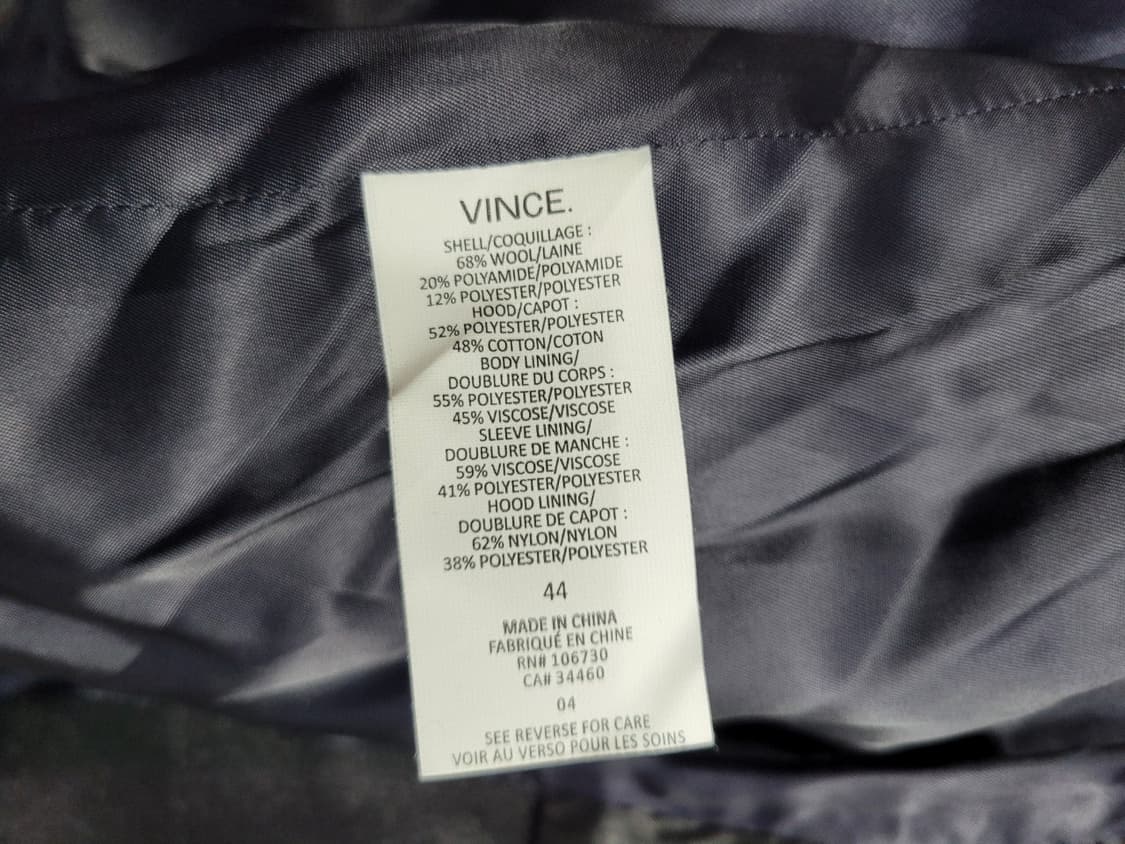 VINCE.
SHELL/COQUILLAGE :
68% WOOL/LAINE
20% POLYAMIDE/POLYAMIDE
12% POLYESTER/POLYESTER
HOOD/CAPOT :
52% POLYESTER/POLYESTER
48% COTTON/COTON
BODY LINING/
DOUBLURE DU CORPS :
55% POLYESTER/POLYESTER
45% VISCOSE/VISCOSE
SLEEVE LINING/
DOUBLURE DE MANCHE :
59% VISCOSE/VISCOSE
41% POLYESTER/POLYESTER
HOOD LINING/
DOUBLURE DE CAPOT :
62% NYLON/NYLON
38% POLYESTER/POLYESTER
44
MADE IN CHINA
FABRIQUÉ EN CHINE
RN# 106730
CA# 34460
04
SEE REVERSE FOR CARE
VOIR AU VERSO POUR LES SOINS